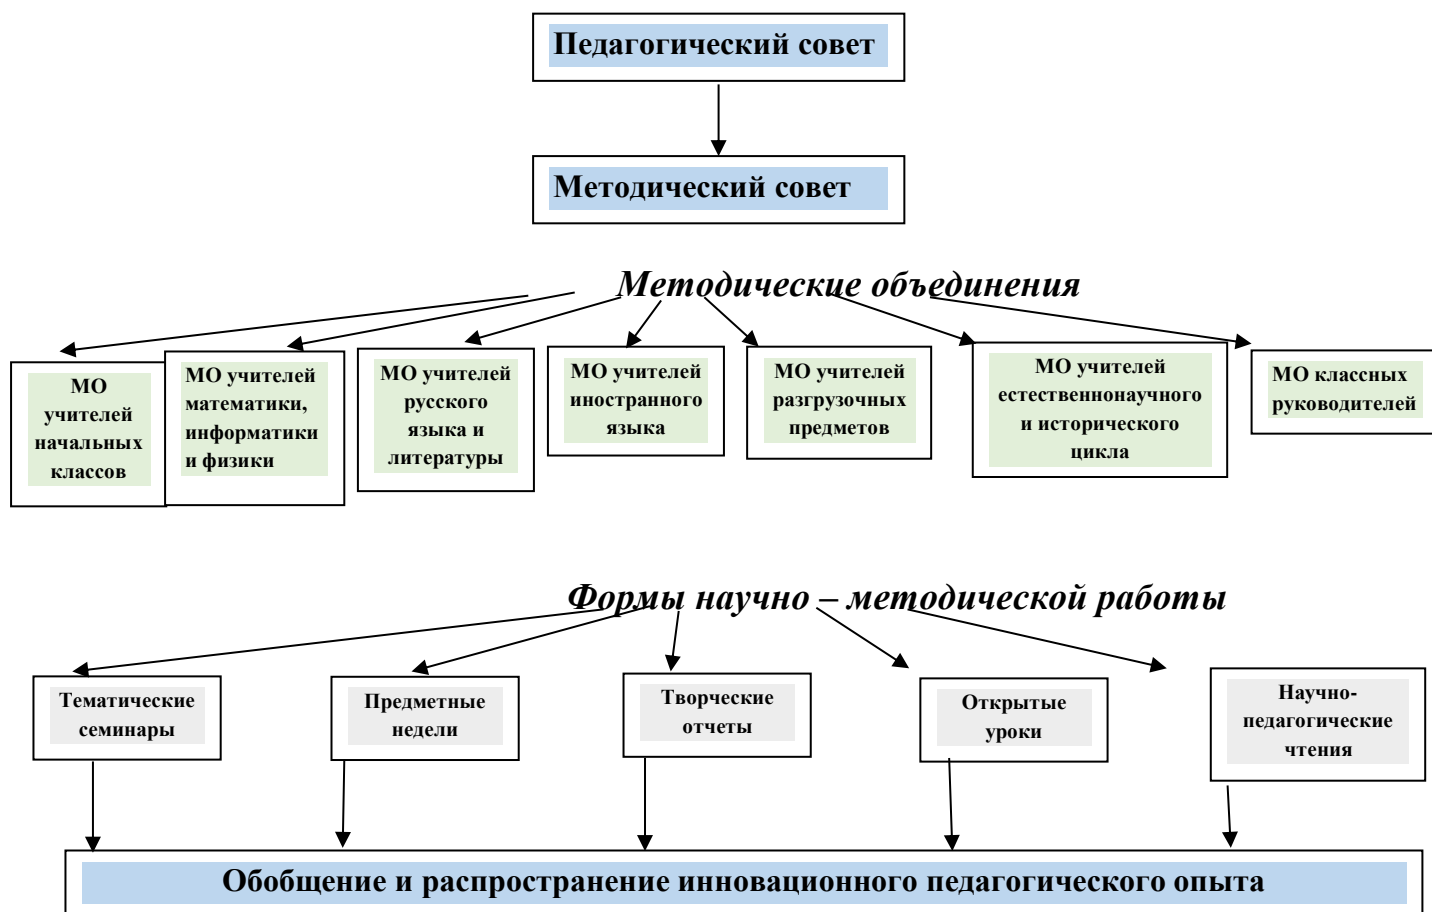 Педагогический совет
Методический совет
Методические объединения
МО
учителей
начальных
классов
МО учителей
математики,
информатики
и физики
МО учителей
русского
языка и
литературы
МО учителей
иностранного
языка
МО учителей
разгрузочных
предметов
МО учителей
естественнонаучного
и исторического
цикла
МО классных
руководителей
Формы научно – методической работы
Тематические
семинары
Предметные
недели
Творческие
отчеты
Открытые
уроки
Научно-
педагогические
чтения
Обобщение и распространение инновационного педагогического опыта